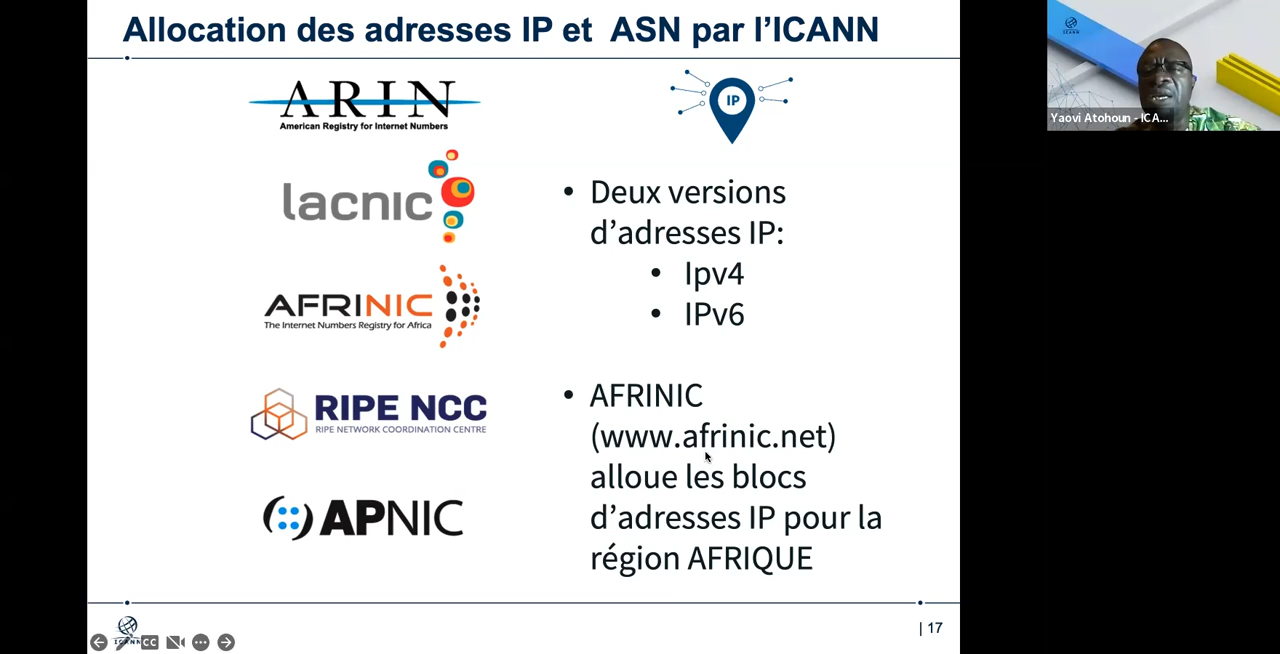 Allocation des adresses IP et ASN par l'ICANN
ARIN
American Registry for Internet Numbers
IP
lacnic
• Deux versions
d'adresses IP:
• Ipv4
• IPv6
AFRINIC
The Internet Numbers Registry for Africa
RIPE NCC
RIPE NETWORK COORDINATION CENTRE
• AFRINIC
(www.afrinic.net)
alloue les blocs
d'adresses IP pour la
région AFRIQUE
APNIC
ICANN
CC
| 17
ICANN
Yaovi Atohoun - ICA...